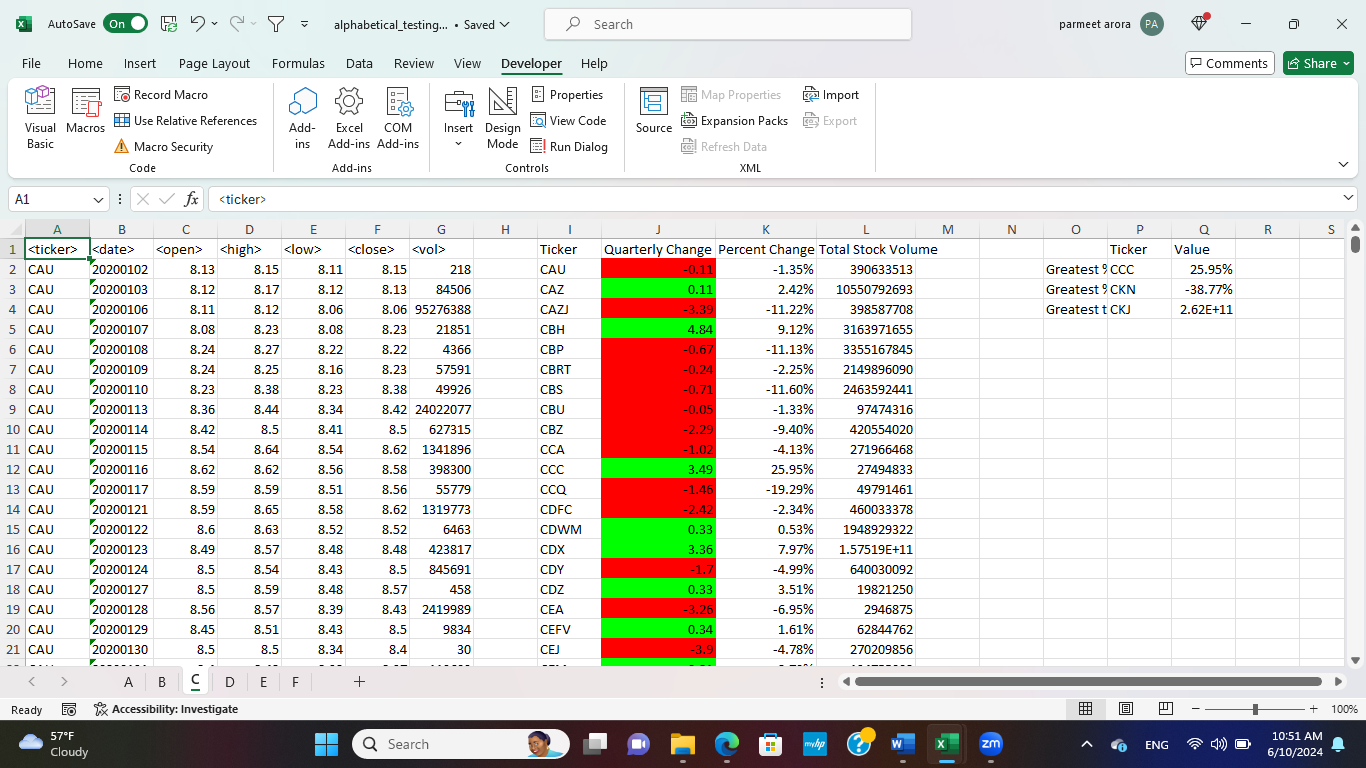 AutoSave On alphabetical_testing... • Saved Search parmeet arora PA
File Home Insert Page Layout Formulas Data Review View Developer Help Comments Share
Visual Basic
Macros
Record Macro
Use Relative References
Macro Security
Code
Add-ins
Excel Add-ins
COM Add-ins
Add-ins
Insert
Design Mode
Properties
View Code
Run Dialog
Controls
Source
Map Properties
Expansion Packs
Refresh Data
Import
Export
XML
A1 fx <ticker>
A B C D E F G H I J K L M N O P Q R S
1 <ticker> <date> <open> <high> <low> <close> <vol> Ticker Quarterly Change Percent Change Total Stock Volume Ticker Value
2 CAU 20200102 8.13 8.15 8.11 8.15 218 CAU -0.11 -1.35% 390633513 Greatest % CCC 25.95%
3 CAU 20200103 8.12 8.17 8.12 8.13 84506 CAZ 0.11 2.42% 10550792693 Greatest % CKN -38.77%
4 CAU 20200106 8.11 8.12 8.06 8.06 95276388 CAZJ -3.39 -11.22% 398587708 Greatest t CKJ 2.62E+11
5 CAU 20200107 8.08 8.23 8.08 8.23 21851 CBH 4.84 9.12% 3163971655
6 CAU 20200108 8.24 8.27 8.22 8.22 4366 CBP -0.67 -11.13% 3355167845
7 CAU 20200109 8.24 8.25 8.16 8.23 57591 CBRT -0.24 -2.25% 2149896090
8 CAU 20200110 8.23 8.38 8.23 8.38 49926 CBS -0.71 -11.60% 2463592441
9 CAU 20200113 8.36 8.44 8.34 8.42 24022077 CBU -0.05 -1.33% 97474316
10 CAU 20200114 8.42 8.5 8.41 8.5 627315 CBZ -2.29 -9.40% 420554020
11 CAU 20200115 8.54 8.64 8.54 8.62 1341896 CCA -1.02 -4.13% 271966468
12 CAU 20200116 8.62 8.62 8.56 8.58 398300 CCC 3.49 25.95% 27494833
13 CAU 20200117 8.59 8.59 8.51 8.56 55779 CCQ -1.46 -19.29% 49791461
14 CAU 20200121 8.59 8.65 8.58 8.62 1319773 CDFC -2.42 -2.34% 460033378
15 CAU 20200122 8.6 8.63 8.52 8.52 6463 CDWM 0.33 0.53% 1948929322
16 CAU 20200123 8.49 8.57 8.48 8.48 423817 CDX 3.36 7.97% 1.57519E+11
17 CAU 20200124 8.5 8.54 8.43 8.5 845691 CDY -1.7 -4.99% 640030092
18 CAU 20200127 8.5 8.59 8.48 8.57 458 CDZ 0.33 3.51% 19821250
19 CAU 20200128 8.56 8.57 8.39 8.43 2419989 CEA -3.26 -6.95% 2946875
20 CAU 20200129 8.45 8.51 8.43 8.5 9834 CEFV 0.34 1.61% 62844762
21 CAU 20200130 8.5 8.5 8.34 8.4 30 CEJ -3.9 -4.78% 270209856
A B C D E F
Ready Accessibility: Investigate 100%
57°F
Cloudy
Search
myhp
zm
ENG
10:51 AM
6/10/2024